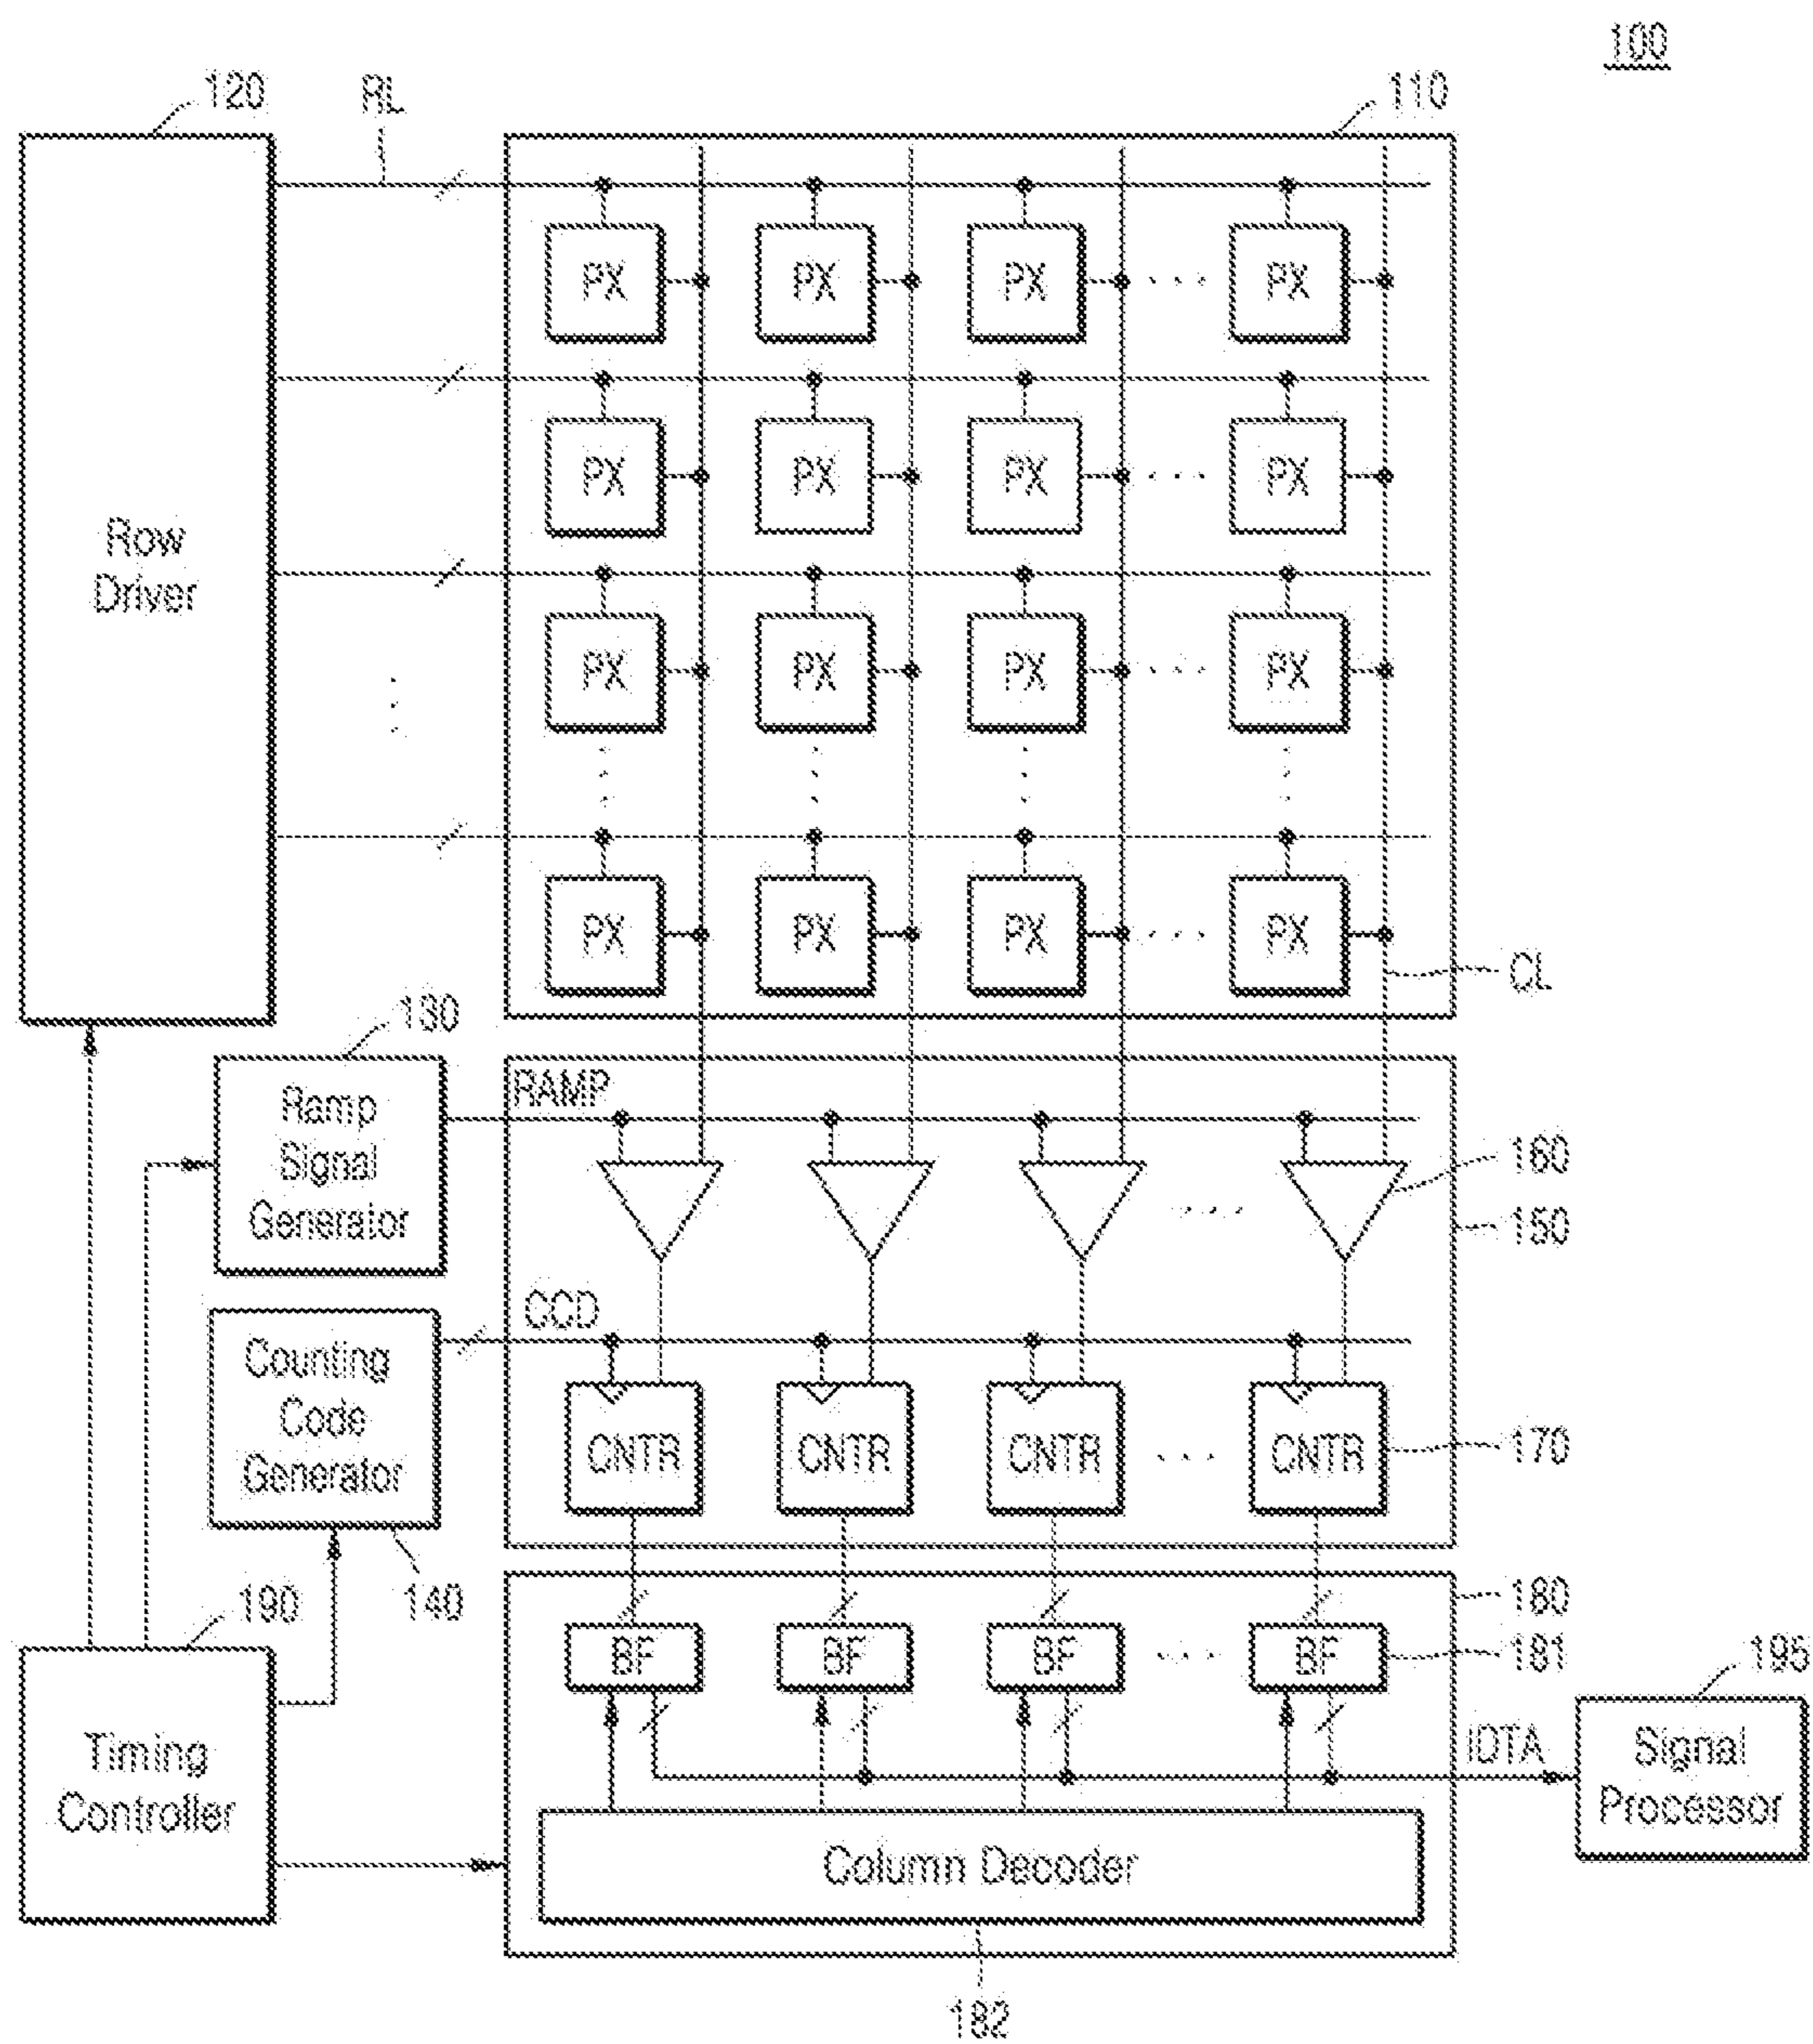 100
120
RL
110
PX PX PX PX
PX PX PX PX
Row
Driver
PX PX PX PX
PX PX PX PX
CL
130
RAMP
Ramp
Signal
Generator
160
150
CCD
Counting
Code
Generator
CNTR CNTR CNTR CNTR
170
140
190
180
BF BF BF BF
181
195
Timing
Controller
IDTA
Signal
Processor
Column Decoder
182